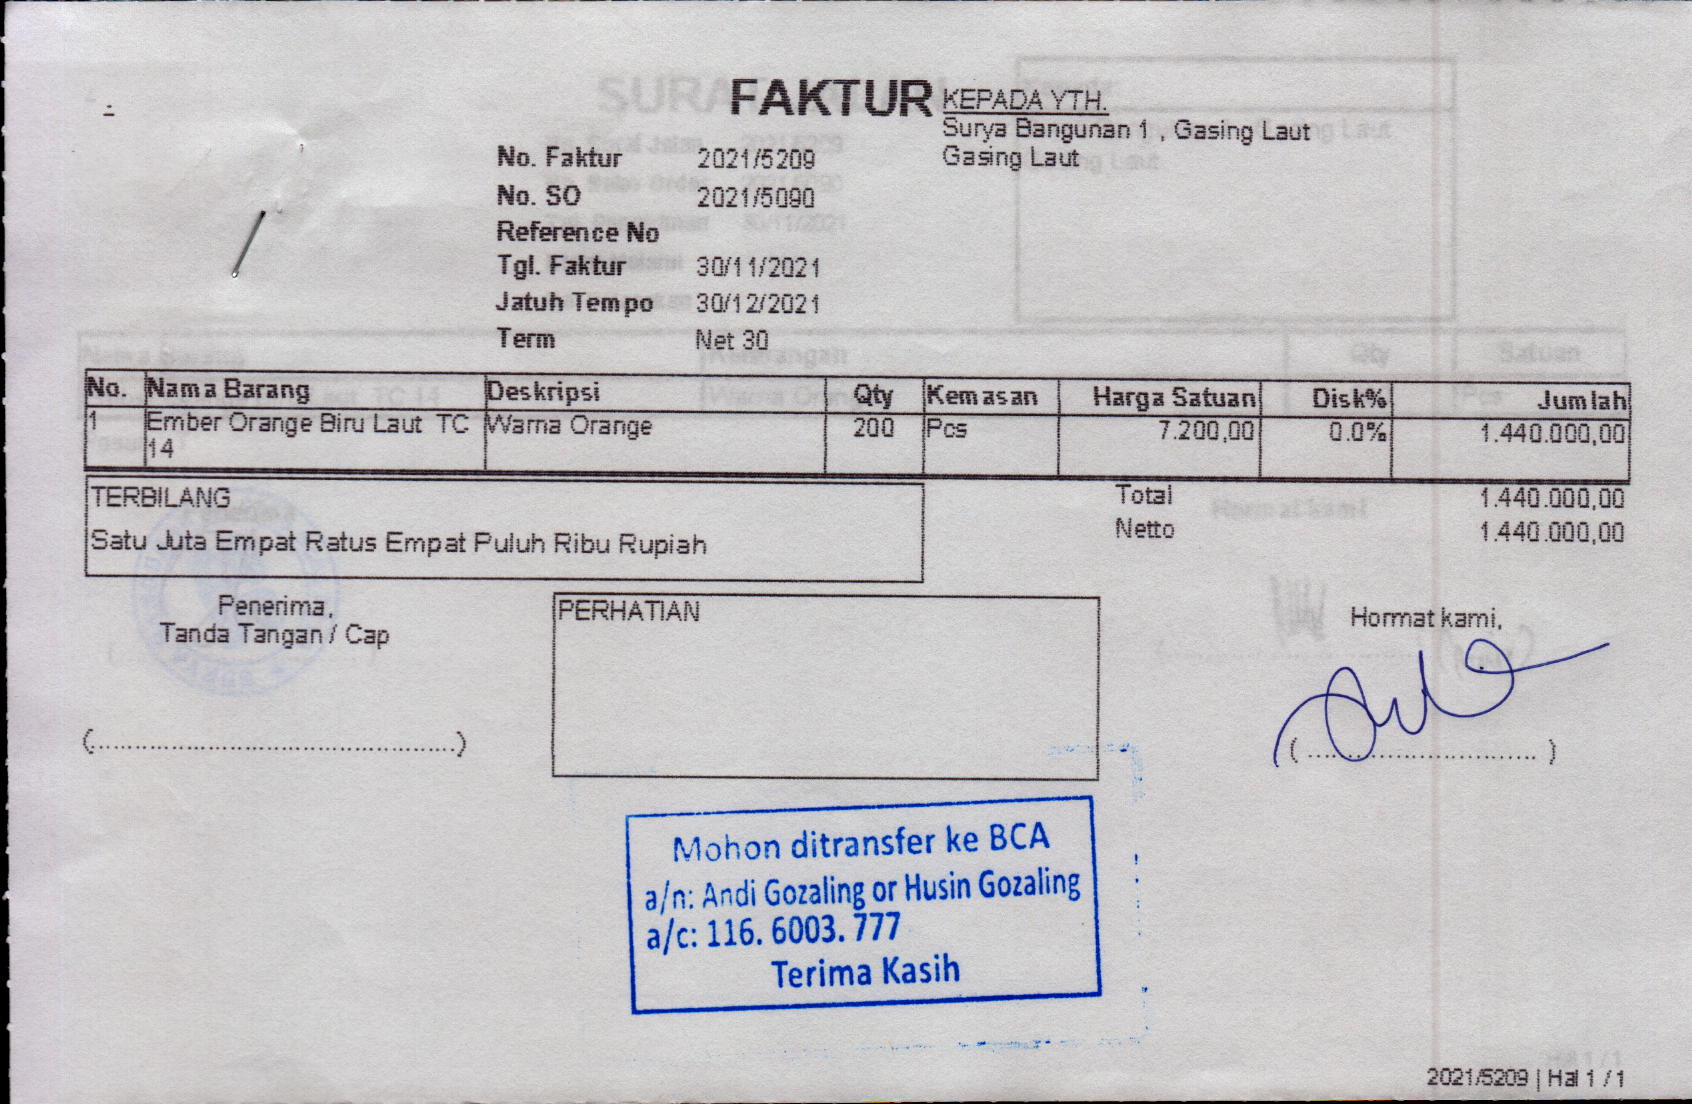 FAKTUR
KEPADA YTH.
Surya Bangunan 1 , Gasing Laut
Gasing Laut
No. Faktur 2021/5209
No. SO 2021/5090
Reference No
Tgl. Faktur 30/11/2021
Jatuh Tempo 30/12/2021
Term Net 30
No. Nama Barang Deskripsi Qty Kemasan Harga Satuan Disk% Jumlah
1 Ember Orange Biru Laut TC Warna Orange 200 Pcs 7.200,00 0.0% 1.440.000,00
14
TERBILANG
Satu Juta Empat Ratus Empat Puluh Ribu Rupiah
Total 1.440.000,00
Netto 1.440.000,00
Penerima,
Tanda Tangan / Cap
(..............................................)
PERHATIAN
Hormat kami,
( .............................. )
Mohon ditransfer ke BCA
a/n: Andi Gozaling or Husin Gozaling
a/c: 116. 6003. 777
Terima Kasih
2021/5209 | Hal 1 / 1